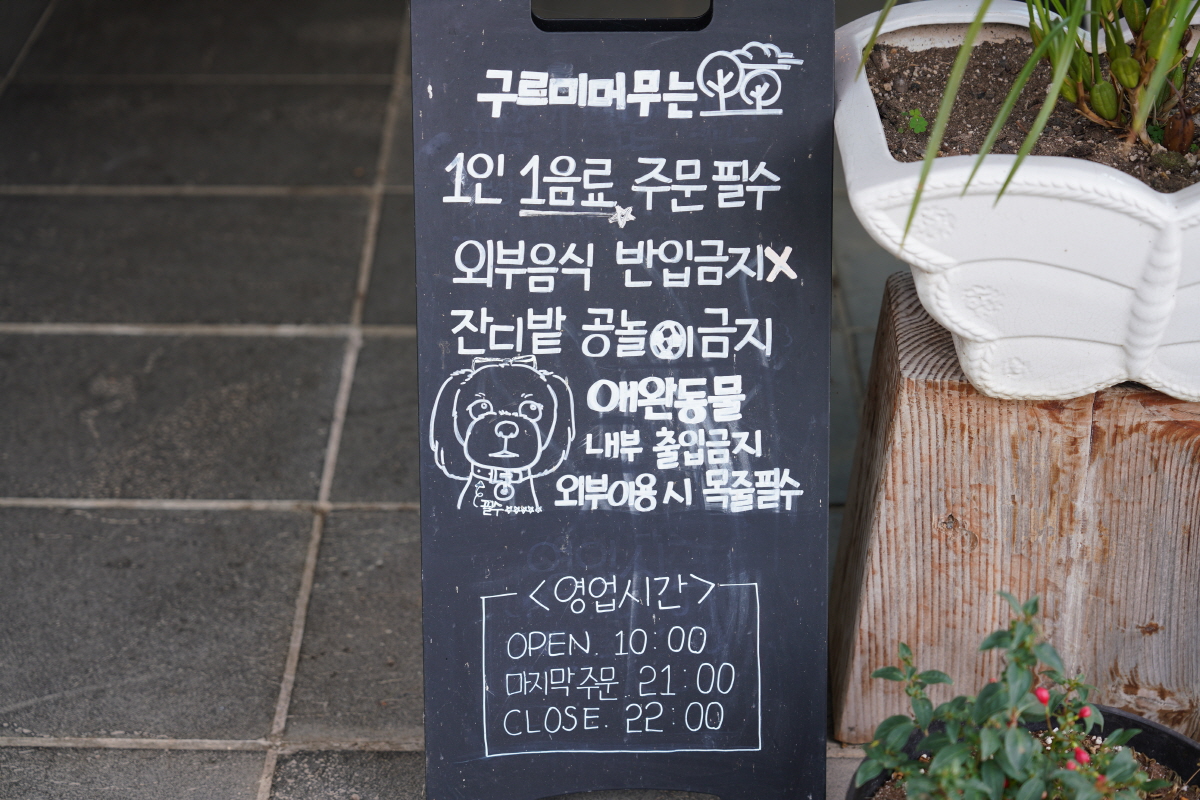 구르미머무는
1인 1음료 주문 필수
외부음식 반입금지X
잔디밭 공놀이금지
애완동물
내부 출입금지
외부이용시 목줄필수
필수
<영업시간>
OPEN. 10:00
마지막주문 21:00
CLOSE. 22:00